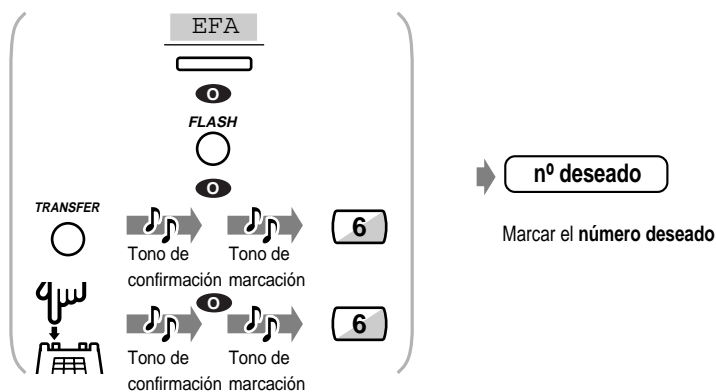 EFA
O
FLASH
O
TRANSFER
6
Tono de confirmación
Tono de marcación
nº deseado
Marcar el número deseado
O
6
Tono de confirmación
Tono de marcación